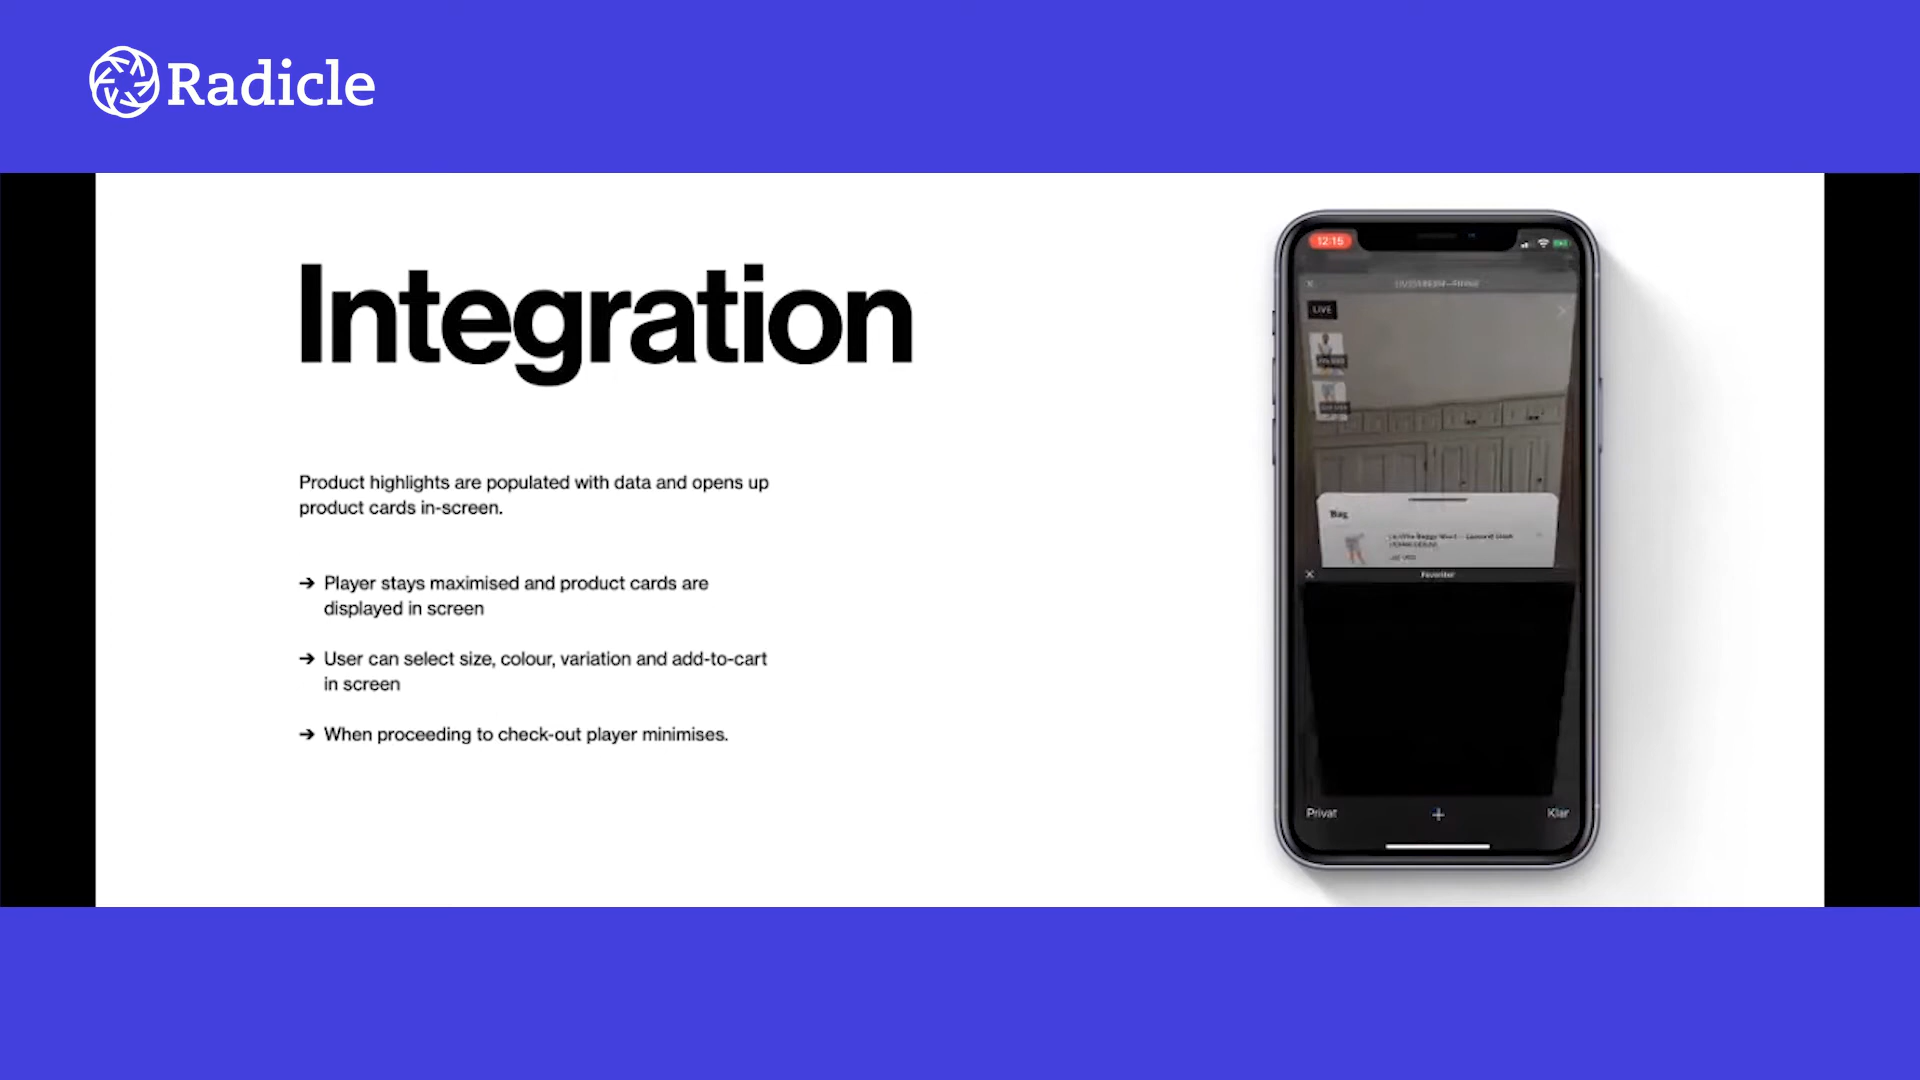 Radicle
Integration
Product highlights are populated with data and opens up
product cards in-screen.
→ Player stays maximised and product cards are
displayed in screen
→ User can select size, colour, variation and add-to-cart
in screen
→ When proceeding to check-out player minimises.
12:15
LIVE
Bag
Favoriter
Privat
+
Klar